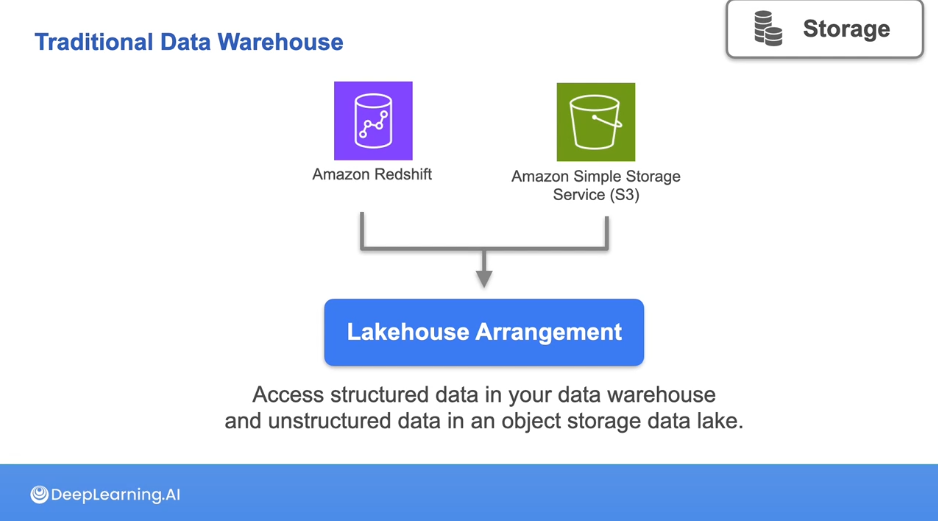 Traditional Data Warehouse
Storage
Amazon Redshift
Amazon Simple Storage
Service (S3)
Lakehouse Arrangement
Access structured data in your data warehouse
and unstructured data in an object storage data lake.
DeepLearning.AI